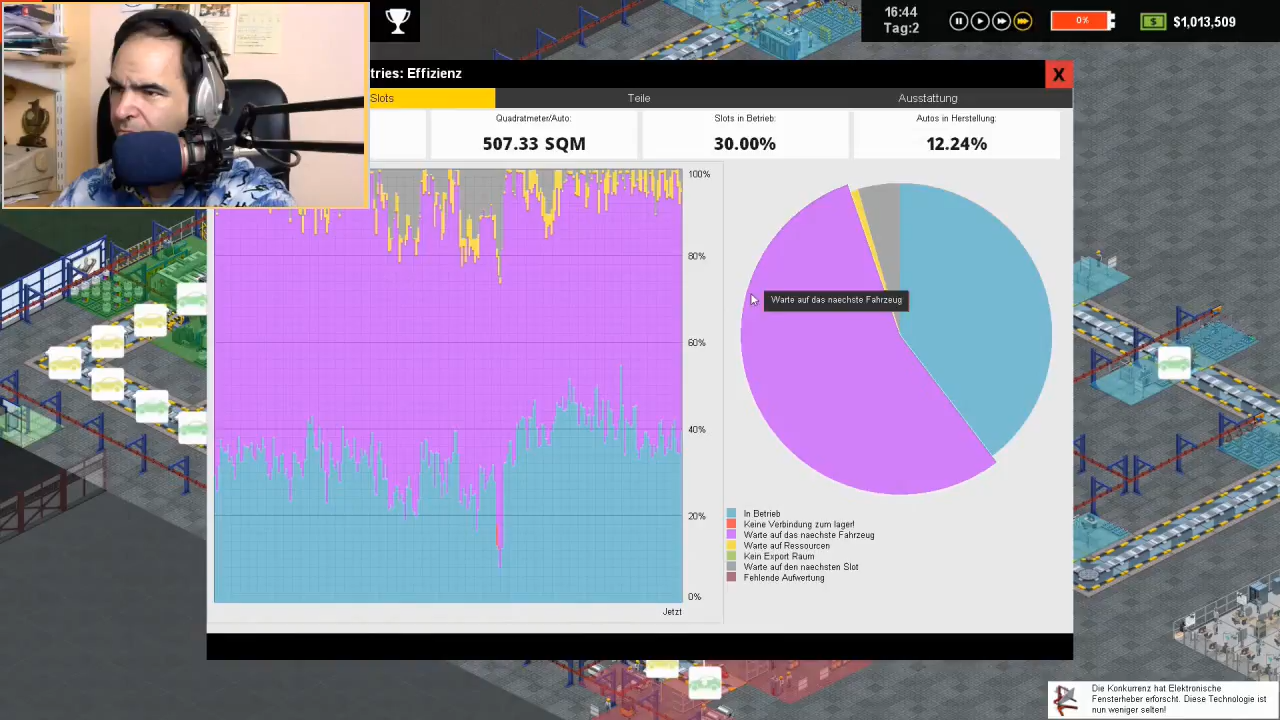 16:44
Tag:2
0%
$1,013,509
tries: Effizienz
X
Slots
Teile
Ausstattung
Quadratmeter/Auto:
507.33 SQM
Slots in Betrieb:
30.00%
Autos in Herstellung:
12.24%
100%
80%
60%
40%
20%
0%
Jetzt
Warte auf das naechste Fahrzeug
In Betrieb
Keine Verbindung zum lager!
Warte auf das naechste Fahrzeug
Warte auf Ressourcen
Kein Export Raum
Warte auf den naechsten Slot
Fehlende Aufwertung
Die Konkurrenz hat Elektronische
Fensterheber erforscht. Diese Technologie ist
nun weniger selten!